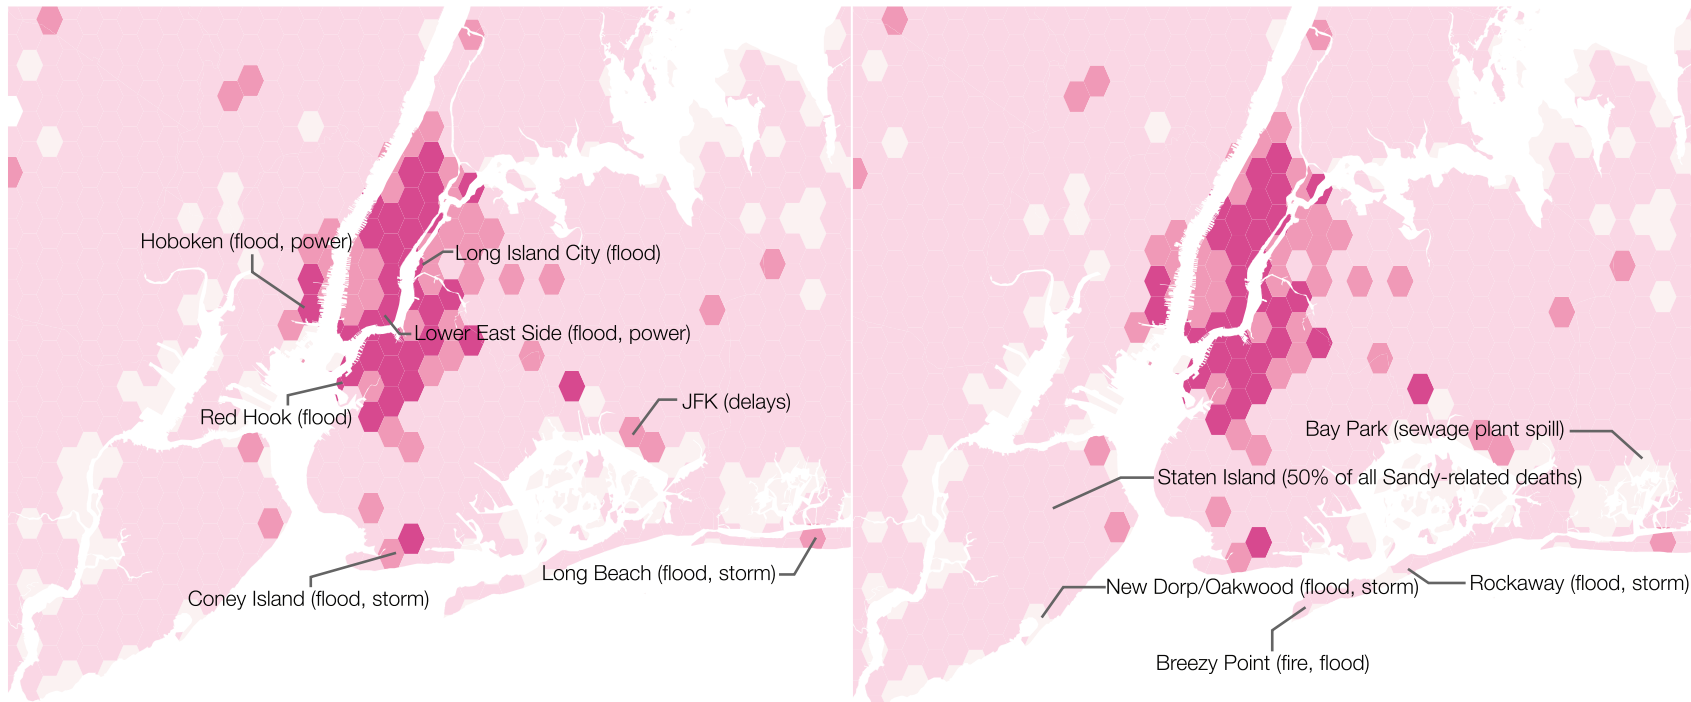 Hoboken (flood, power)
Long Island City (flood)
Lower East Side (flood, power)
JFK (delays)
Red Hook (flood)
Long Beach (flood, storm)
Coney Island (flood, storm)
Bay Park (sewage plant spill)
Staten Island (50% of all Sandy-related deaths)
New Dorp/Oakwood (flood, storm)
Rockaway (flood, storm)
Breezy Point (fire, flood)